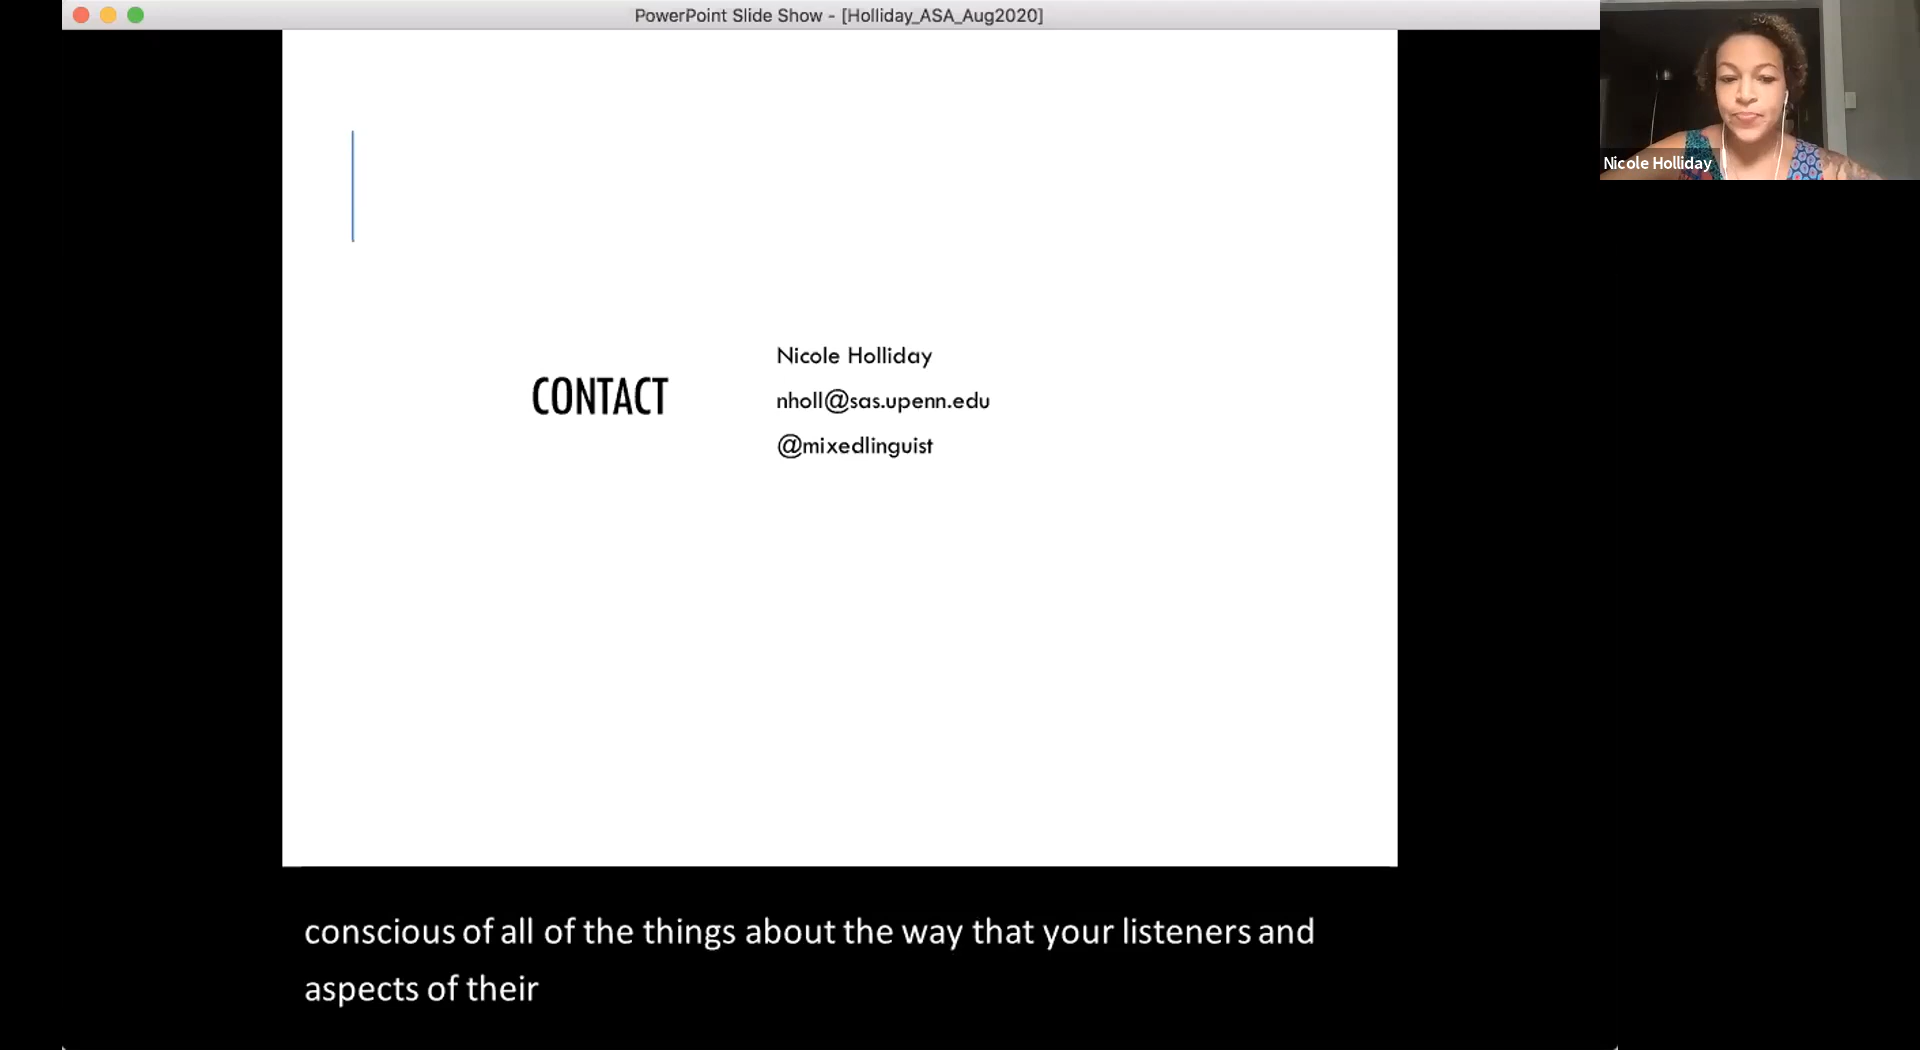 PowerPoint Slide Show - [Holliday_ASA_Aug2020]
Nicole Holliday
CONTACT
Nicole Holliday
nholl@sas.upenn.edu
@mixedlinguist
conscious of all of the things about the way that your listeners and
aspects of their